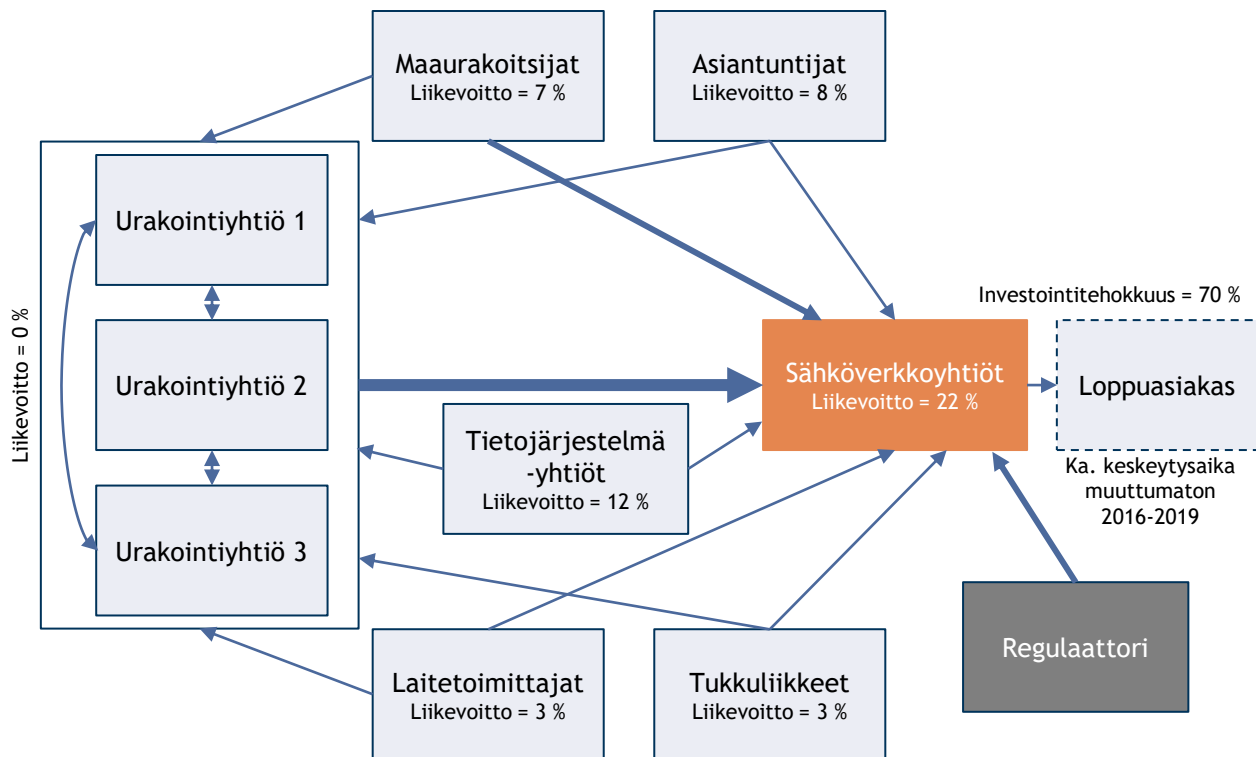 Maaurakoitsijat
Liikevoitto = 7 %
Asiantuntijat
Liikevoitto = 8 %
Liikevoitto = 0 %
Urakointiyhtiö 1
Urakointiyhtiö 2
Urakointiyhtiö 3
Tietojärjestelmä
-yhtiöt
Liikevoitto = 12 %
Sähköverkkoyhtiöt
Liikevoitto = 22 %
Investointitehokkuus = 70 %
Loppuasiakas
Ka. keskeytysaika
muuttumaton
2016-2019
Laitetoimittajat
Liikevoitto = 3 %
Tukkuliikkeet
Liikevoitto = 3 %
Regulaattori